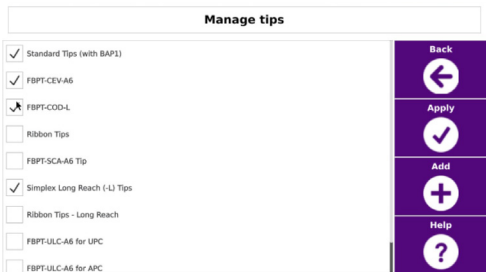 Manage tips
Standard Tips (with BAP1)
FBPT-CEV-A6
FBPT-COD-L
Ribbon Tips
FBPT-SCA-A6 Tip
Simplex Long Reach (-L) Tips
Ribbon Tips - Long Reach
FBPT-ULC-A6 for UPC
FBPT-ULC-A6 for APC
Back
Apply
Add
Help
?